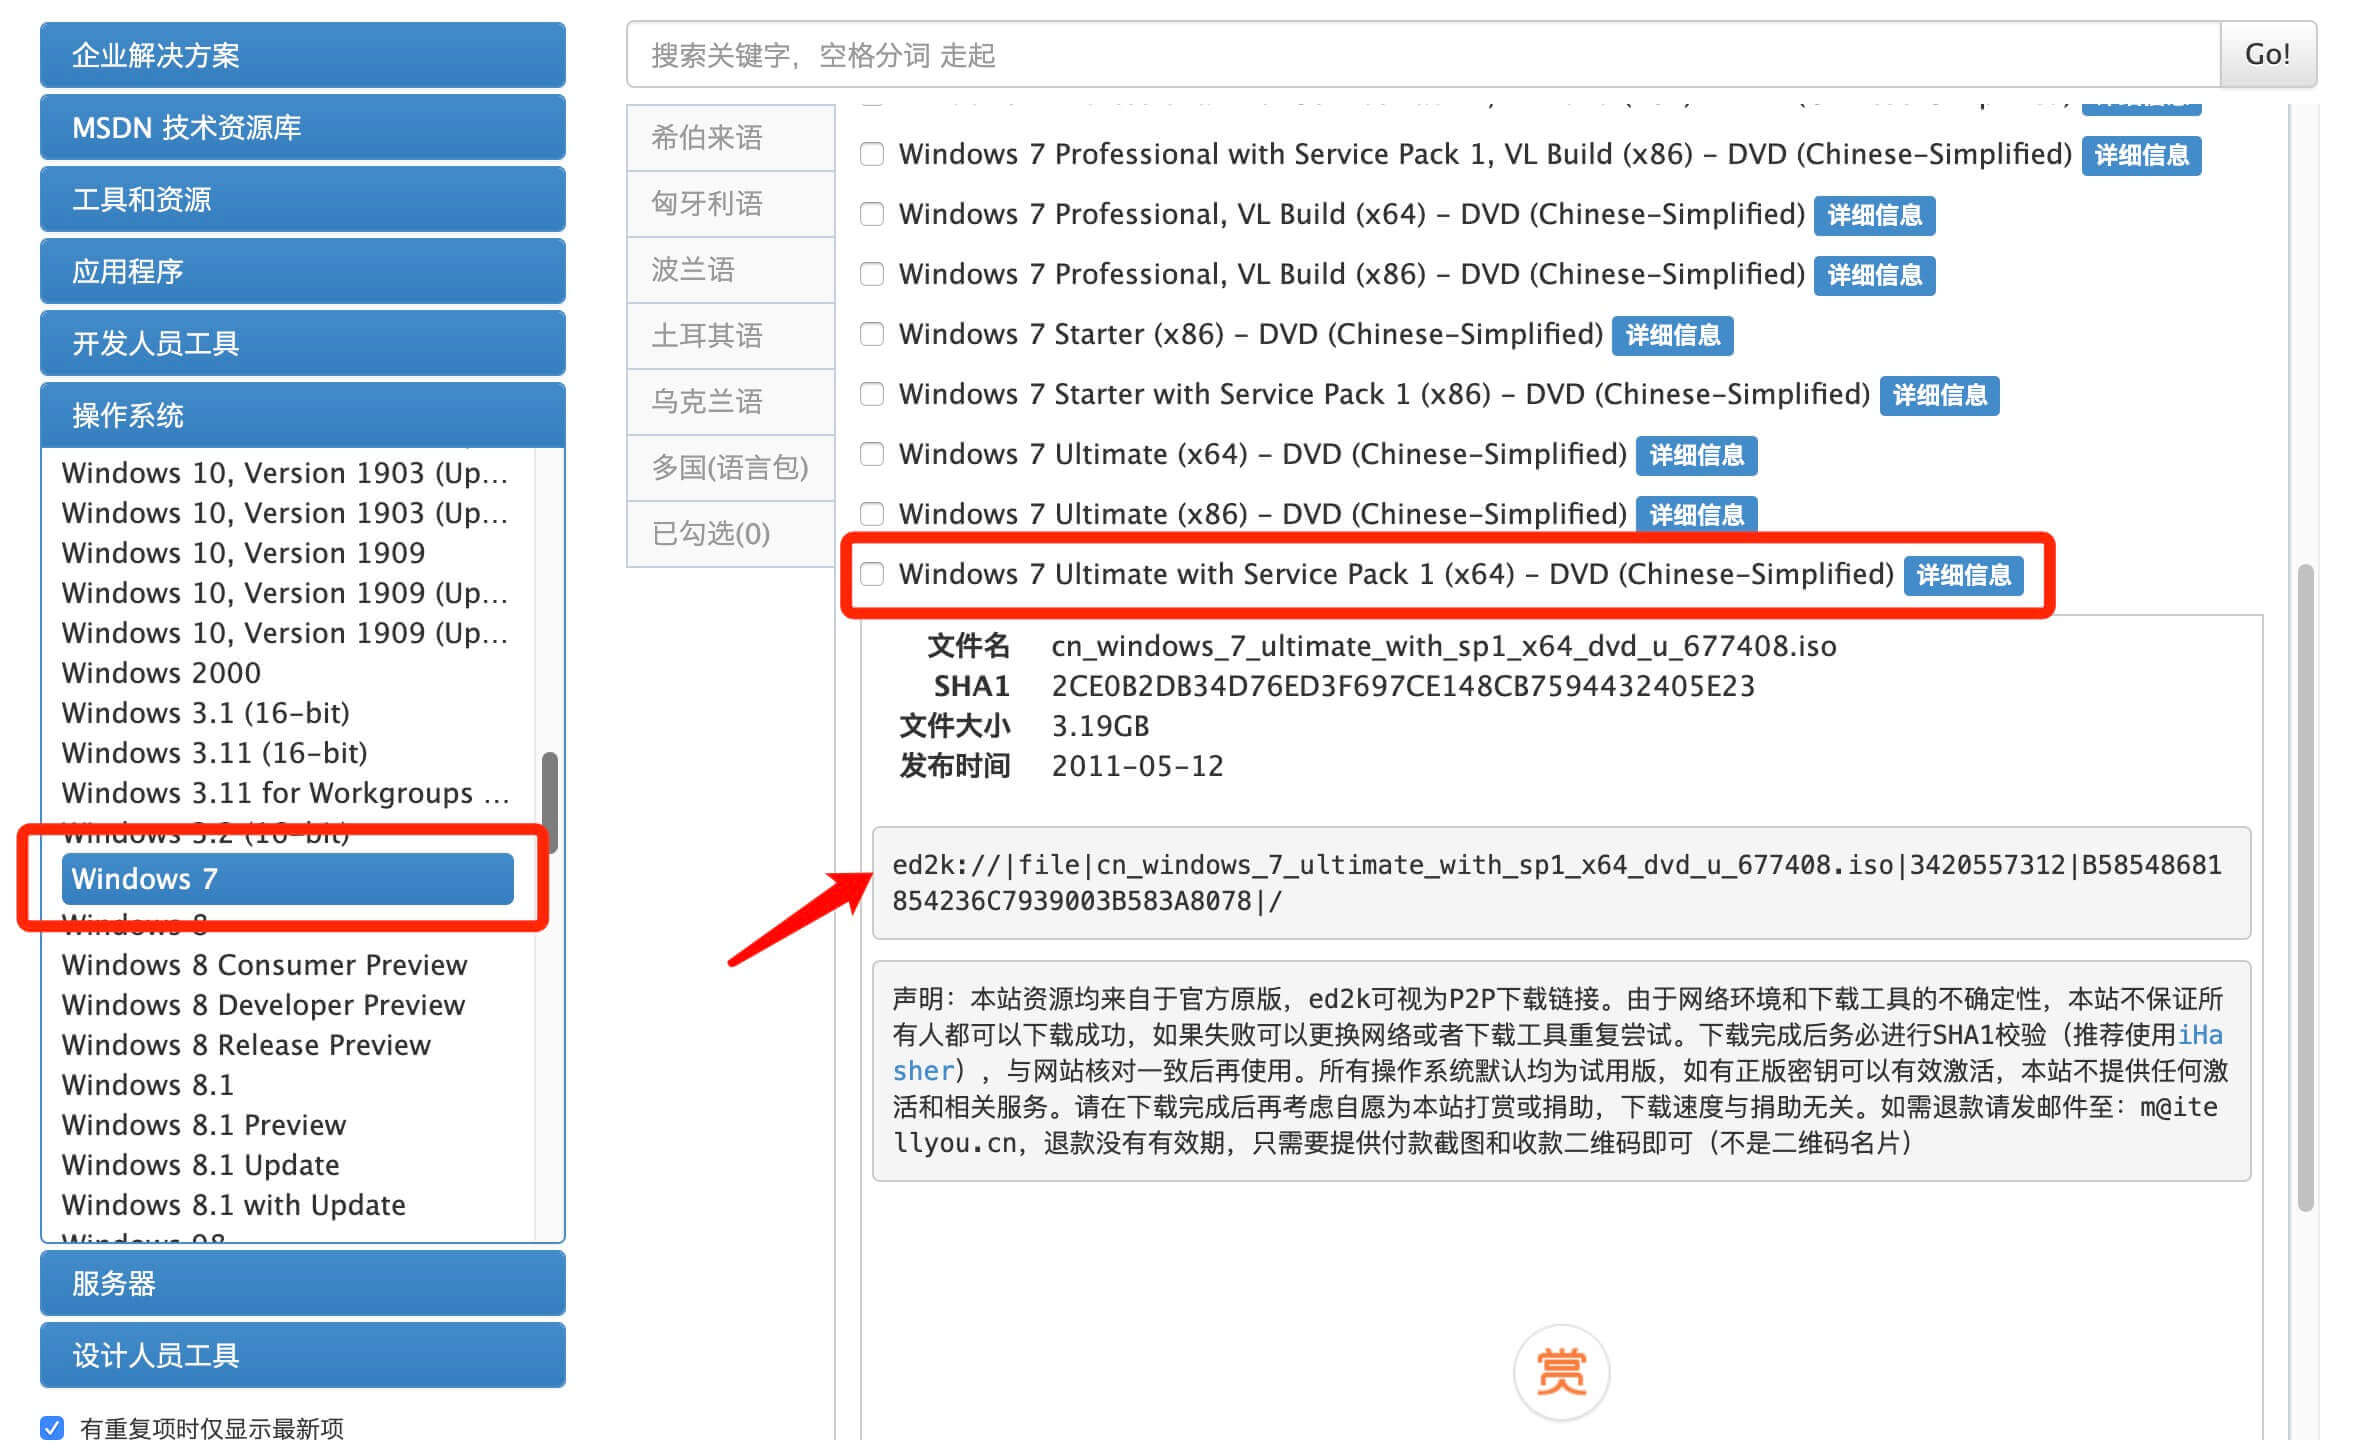 企业解决方案
MSDN 技术资源库
工具和资源
应用程序
开发人员工具
操作系统
Windows 10, Version 1903 (Up...
Windows 10, Version 1903 (Up...
Windows 10, Version 1909
Windows 10, Version 1909 (Up...
Windows 10, Version 1909 (Up...
Windows 2000
Windows 3.1 (16-bit)
Windows 3.11 (16-bit)
Windows 3.11 for Workgroups ...
Windows 3.2 (16-bit)
Windows 7
Windows 8
Windows 8 Consumer Preview
Windows 8 Developer Preview
Windows 8 Release Preview
Windows 8.1
Windows 8.1 Preview
Windows 8.1 Update
Windows 8.1 with Update
Windows 98
服务器
设计人员工具
有重复项时仅显示最新项
搜索关键字，空格分词 走起
Go!
希伯来语
匈牙利语
波兰语
土耳其语
乌克兰语
多国(语言包)
已勾选(0)
Windows 7 Professional with Service Pack 1, VL Build (x86) - DVD (Chinese-Simplified) 详细信息
Windows 7 Professional, VL Build (x64) - DVD (Chinese-Simplified) 详细信息
Windows 7 Professional, VL Build (x86) - DVD (Chinese-Simplified) 详细信息
Windows 7 Starter (x86) - DVD (Chinese-Simplified) 详细信息
Windows 7 Starter with Service Pack 1 (x86) - DVD (Chinese-Simplified) 详细信息
Windows 7 Ultimate (x64) - DVD (Chinese-Simplified) 详细信息
Windows 7 Ultimate (x86) - DVD (Chinese-Simplified) 详细信息
Windows 7 Ultimate with Service Pack 1 (x64) - DVD (Chinese-Simplified) 详细信息
文件名 cn_windows_7_ultimate_with_sp1_x64_dvd_u_677408.iso
SHA1 2CE0B2DB34D76ED3F697CE148CB7594432405E23
文件大小 3.19GB
发布时间 2011-05-12
ed2k://|file|cn_windows_7_ultimate_with_sp1_x64_dvd_u_677408.iso|3420557312|B58548681
854236C7939003B583A8078|/
声明：本站资源均来自于官方原版，ed2k可视为P2P下载链接。由于网络环境和下载工具的不确定性，本站不保证所
有人都可以下载成功，如果失败可以更换网络或者下载工具重复尝试。下载完成后务必进行SHA1校验（推荐使用iHa
sher），与网站核对一致后再使用。所有操作系统默认均为试用版，如有正版密钥可以有效激活，本站不提供任何激
活和相关服务。请在下载完成后再考虑自愿为本站打赏或捐助，下载速度与捐助无关。如需退款请发邮件至：m@ite
llyou.cn，退款没有有效期，只需要提供付款截图和收款二维码即可（不是二维码名片）
赏